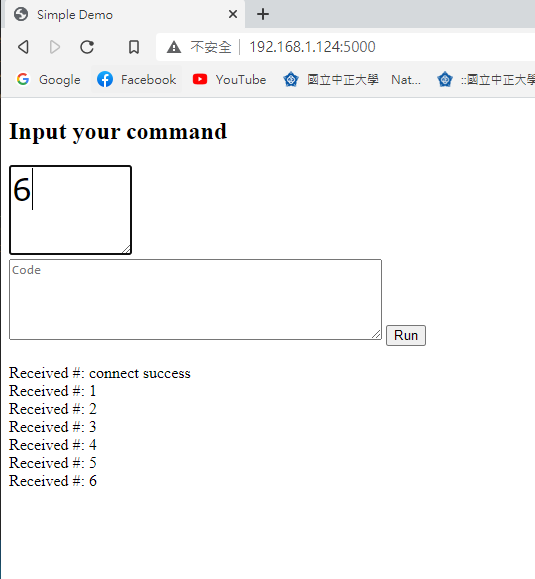 Simple Demo
不安全 192.168.1.124:5000
Google Facebook YouTube 國立中正大學 Nat... ::國立中正大學
Input your command
6
Code
Run
Received #: connect success
Received #: 1
Received #: 2
Received #: 3
Received #: 4
Received #: 5
Received #: 6